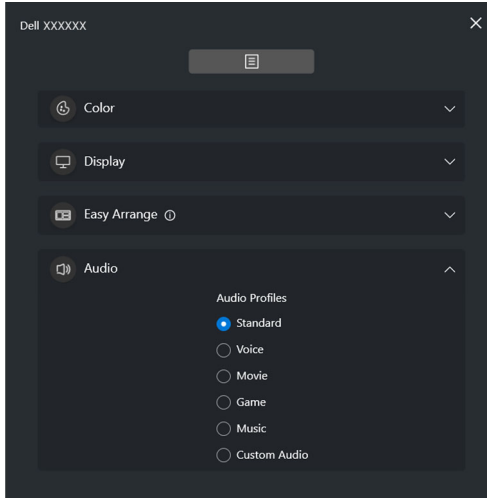 Dell XXXXXX
Color
Display
Easy Arrange
Audio
Audio Profiles
Standard
Voice
Movie
Game
Music
Custom Audio